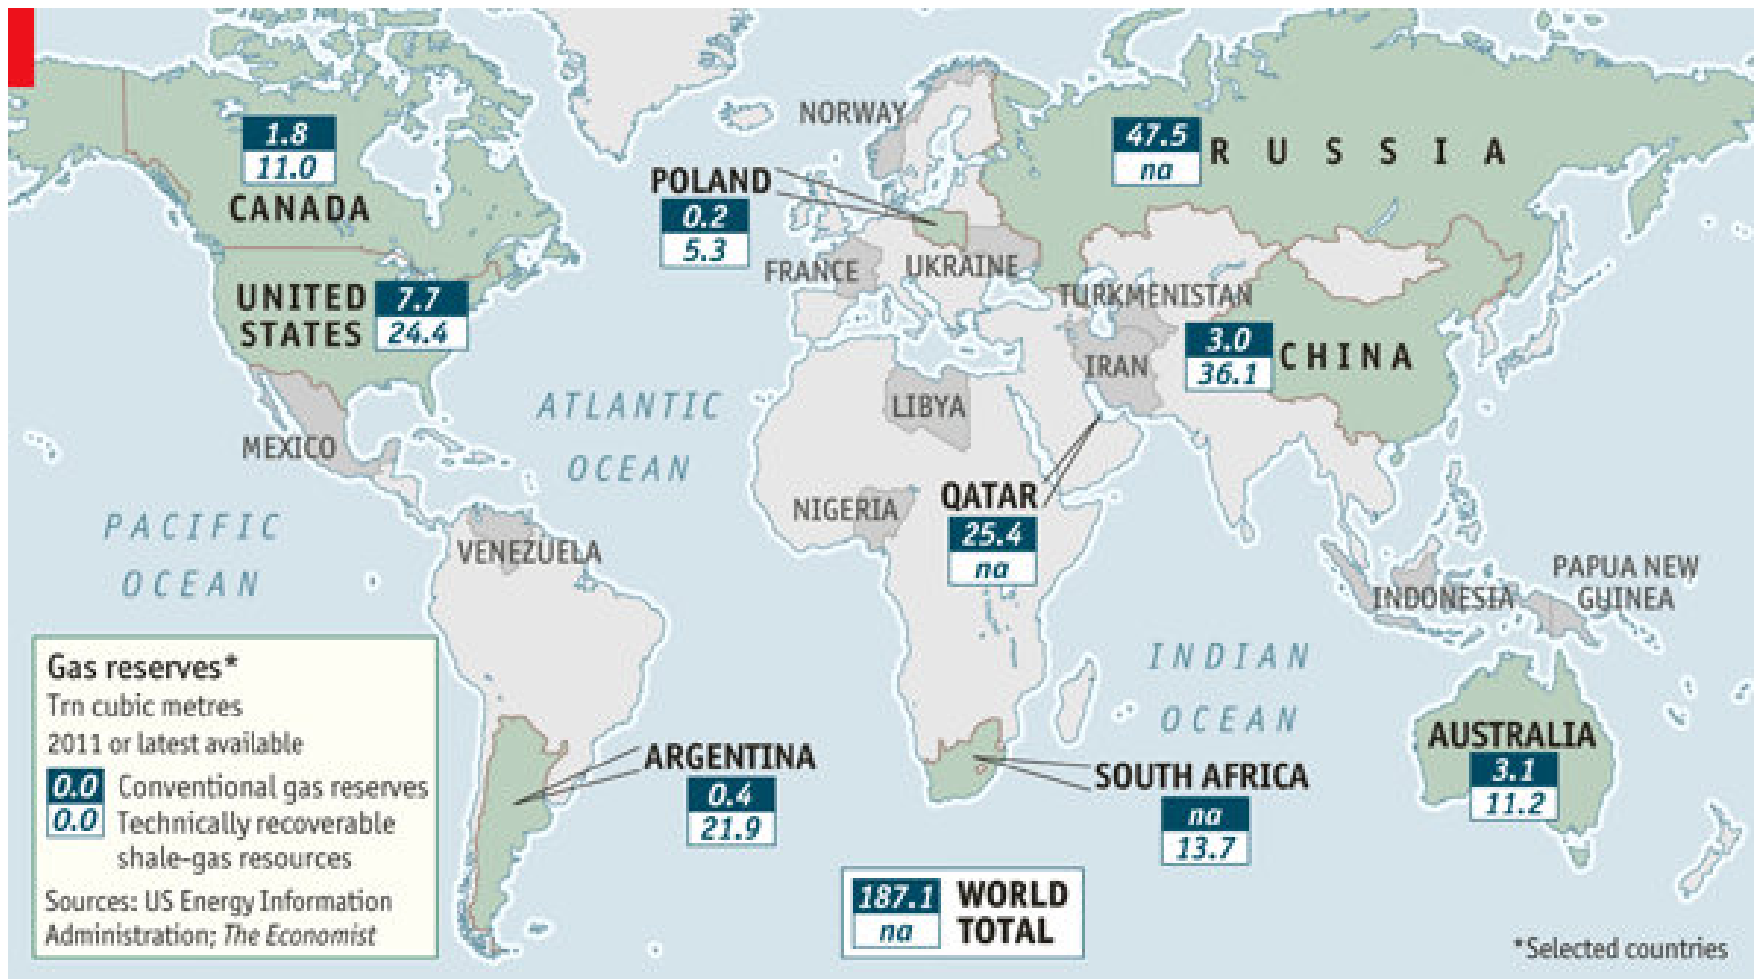 NORWAY
1.8
11.0
CANADA
47.5
na
RUSSIA
POLAND
0.2
5.3
FRANCE
UKRAINE
TURKMENISTAN
UNITED
STATES
7.7
24.4
3.0
36.1
CHINA
IRAN
LIBYA
MEXICO
ATLANTIC
OCEAN
QATAR
25.4
na
NIGERIA
PACIFIC
OCEAN
VENEZUELA
INDONESIA
PAPUA NEW
GUINEA
INDIAN
OCEAN
Gas reserves*
Trn cubic metres
2011 or latest available
0.0 Conventional gas reserves
0.0 Technically recoverable
shale-gas resources
Sources: US Energy Information
Administration; The Economist
ARGENTINA
0.4
21.9
SOUTH AFRICA
na
13.7
AUSTRALIA
3.1
11.2
187.1
na
WORLD
TOTAL
*Selected countries